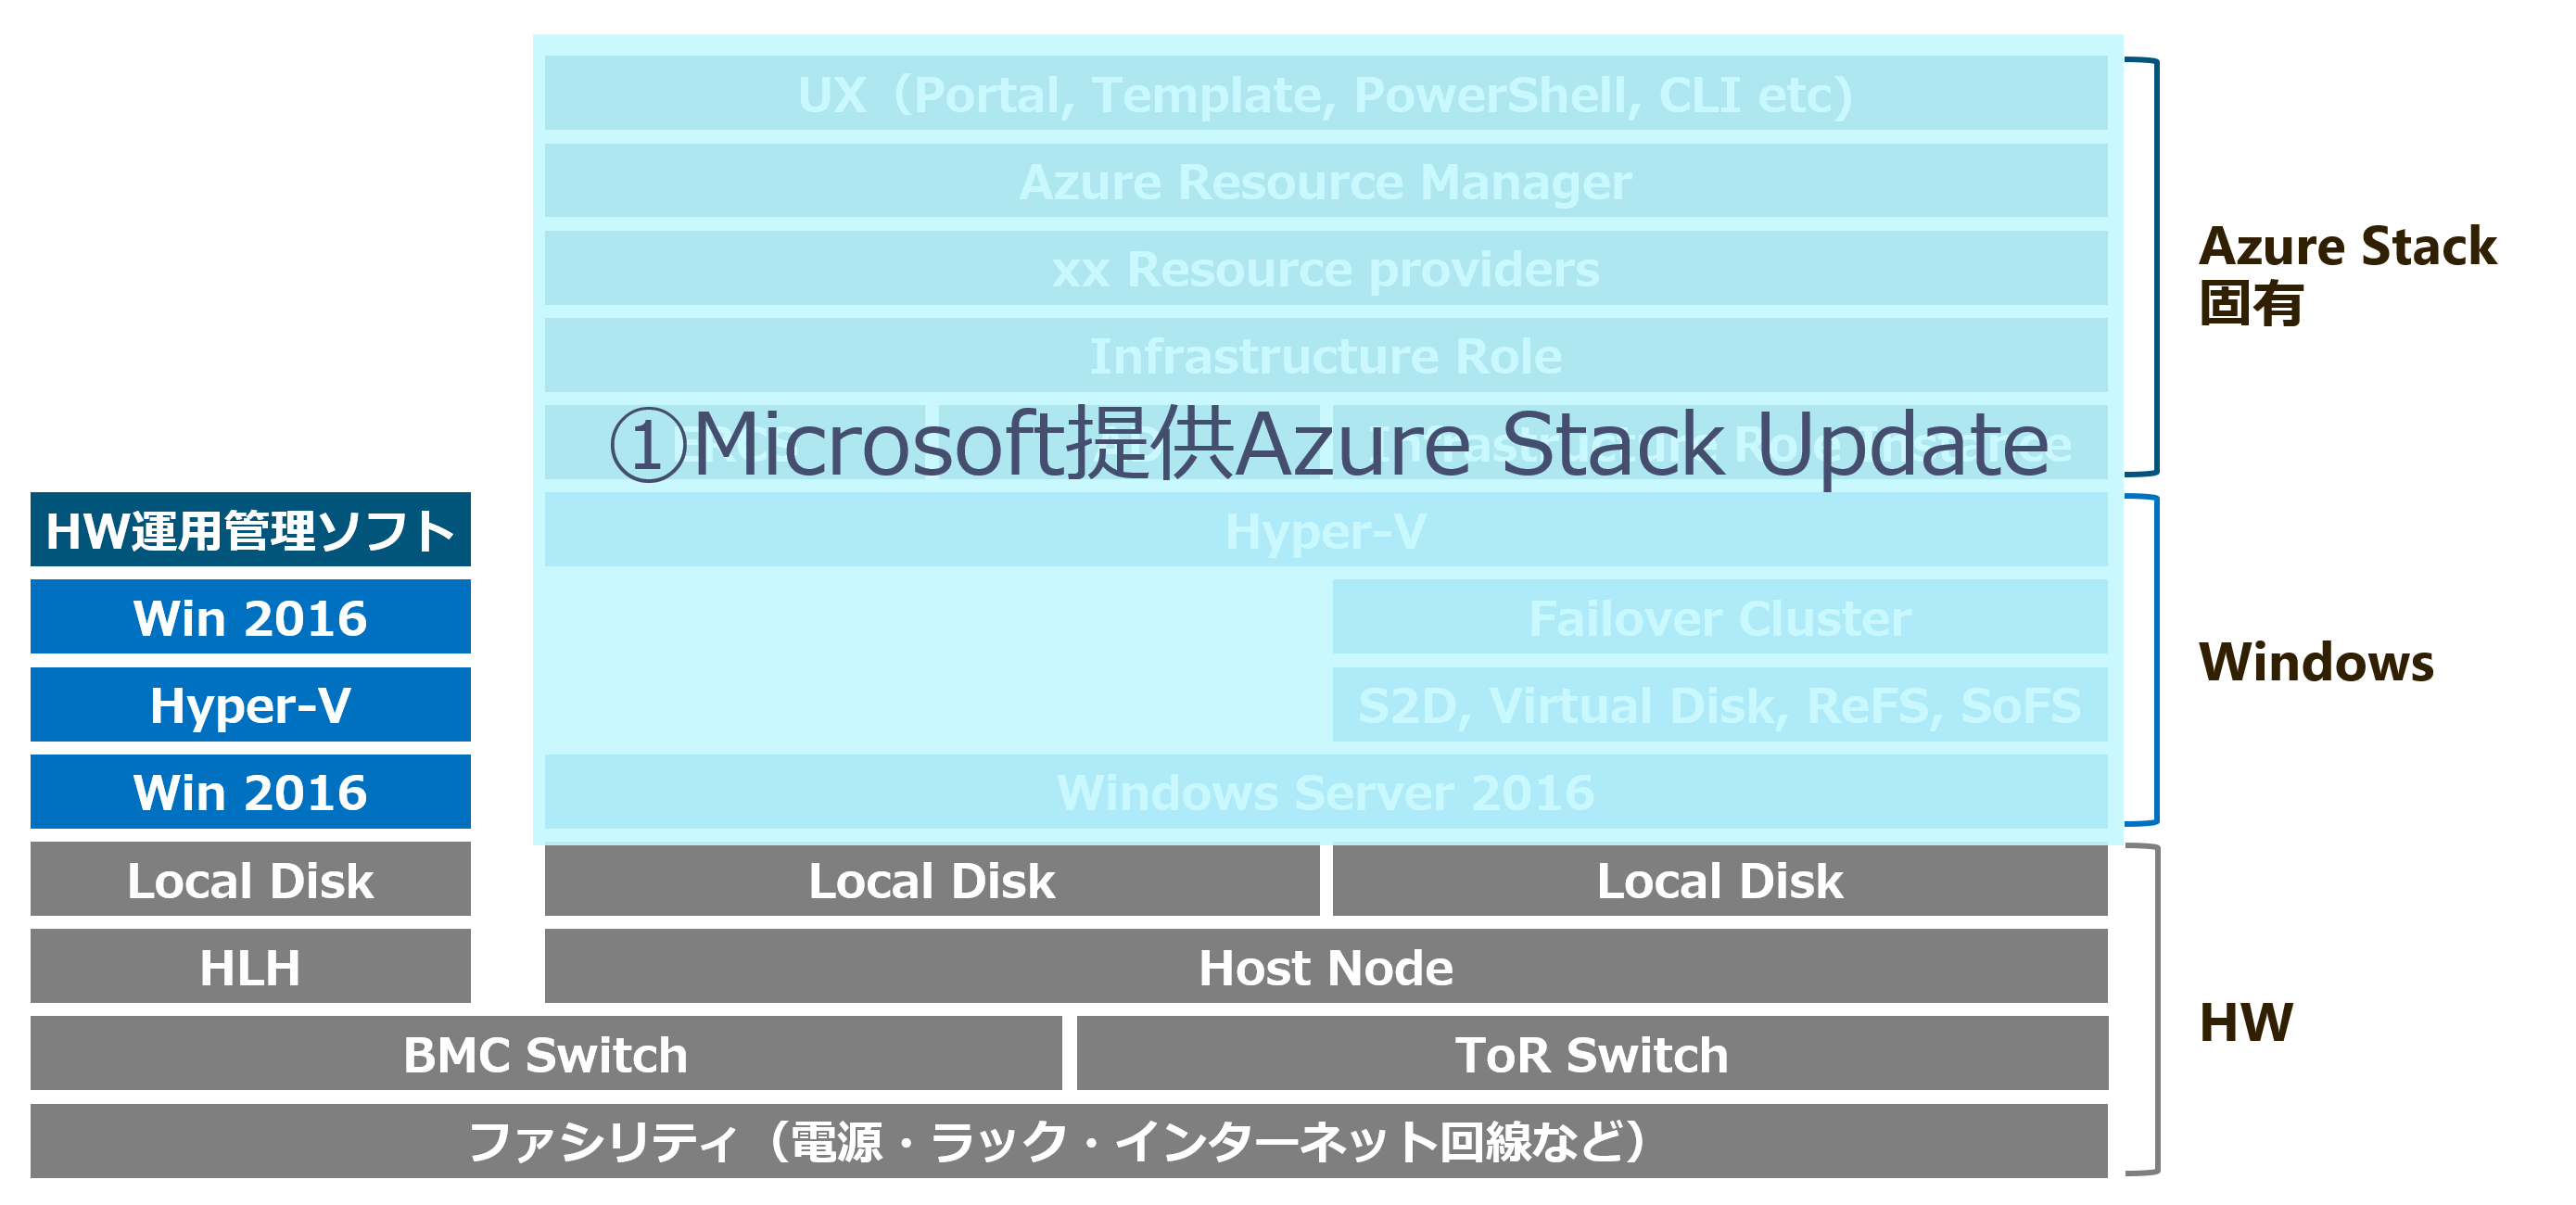 UX（Portal, Template, PowerShell, CLI etc)
Azure Resource Manager
xx Resource providers
Infrastructure Role
Azure Stack
固有
①Microsoft提供Azure Stack Update
Infrastructure Role Instance
HW運用管理ソフト
Hyper-V
Win 2016
Failover Cluster
Windows
Hyper-V
S2D, Virtual Disk, ReFS, SoFS
Win 2016
Windows Server 2016
Local Disk
Local Disk
Local Disk
HLH
Host Node
HW
BMC Switch
ToR Switch
ファシリティ（電源・ラック・インターネット回線など）